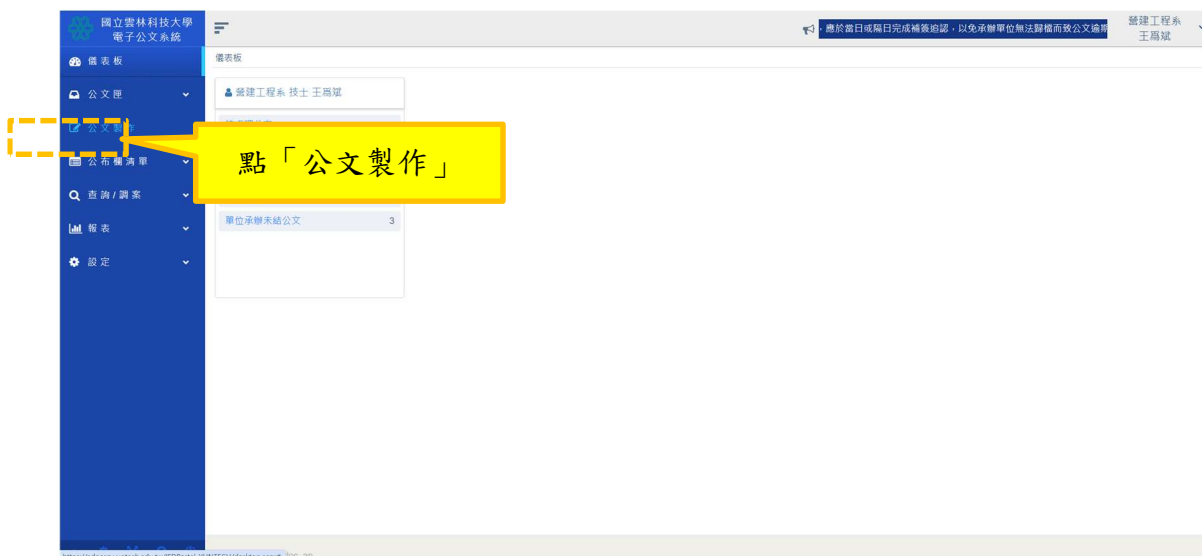 國立雲林科技大學
電子公文系統
，應於當日或隔日完成補簽追認，以免承辦單位無法歸檔而致公文逾期
營建工程系
王爲斌
儀表板
儀表板
公文匣
營建工程系 技士 王爲斌
公文製作
點「公文製作」
公布欄清單
查詢/調案
單位承辦未結公文 3
報表
設定